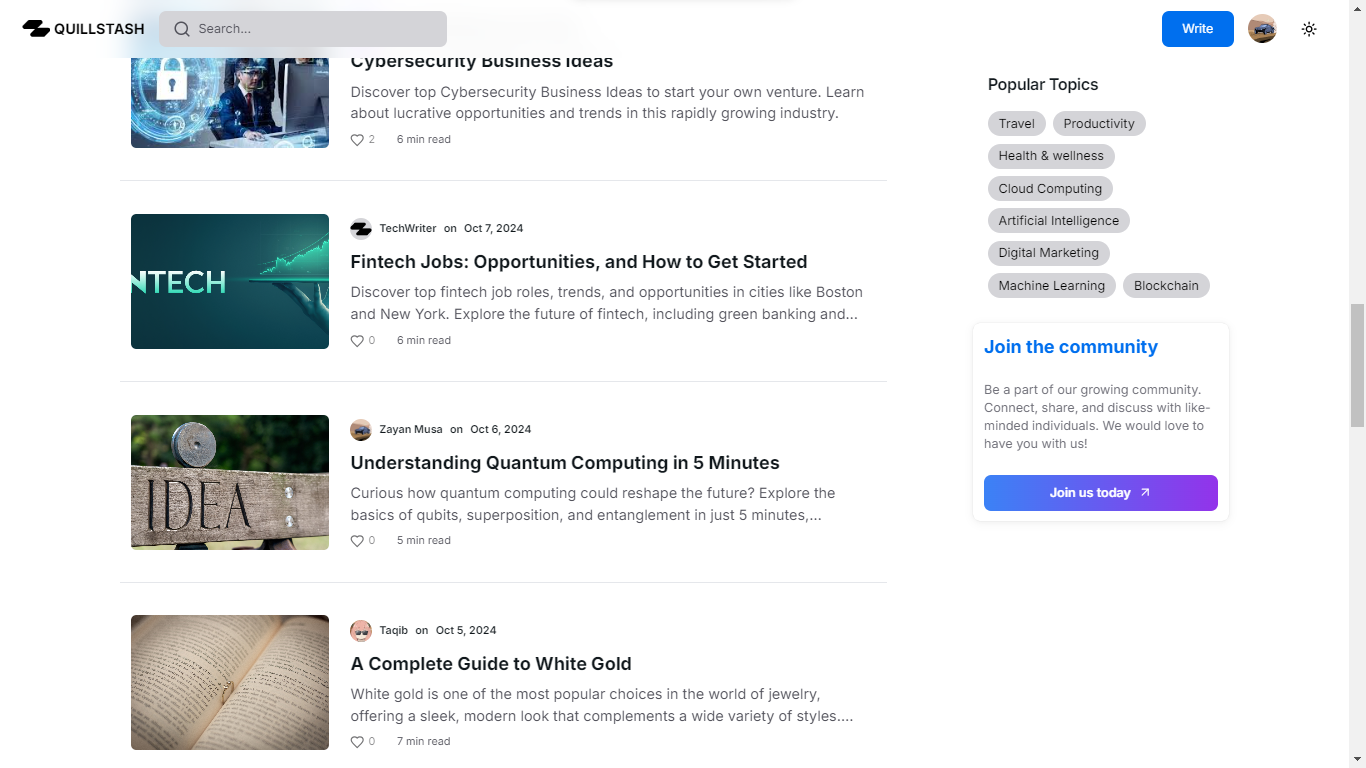 QUILLSTASH
Search...
Write
Cybersecurity Business Ideas
Discover top Cybersecurity Business Ideas to start your own venture. Learn
about lucrative opportunities and trends in this rapidly growing industry.
2 6 min read
NTECH
TechWriter on Oct 7, 2024
Fintech Jobs: Opportunities, and How to Get Started
Discover top fintech job roles, trends, and opportunities in cities like Boston
and New York. Explore the future of fintech, including green banking and...
0 6 min read
IDEA
Zayan Musa on Oct 6, 2024
Understanding Quantum Computing in 5 Minutes
Curious how quantum computing could reshape the future? Explore the
basics of qubits, superposition, and entanglement in just 5 minutes,...
0 5 min read
Taqib on Oct 5, 2024
A Complete Guide to White Gold
White gold is one of the most popular choices in the world of jewelry,
offering a sleek, modern look that complements a wide variety of styles....
0 7 min read
Popular Topics
Travel Productivity
Health & wellness
Cloud Computing
Artificial Intelligence
Digital Marketing
Machine Learning Blockchain
Join the community
Be a part of our growing community.
Connect, share, and discuss with like-
minded individuals. We would love to
have you with us!
Join us today